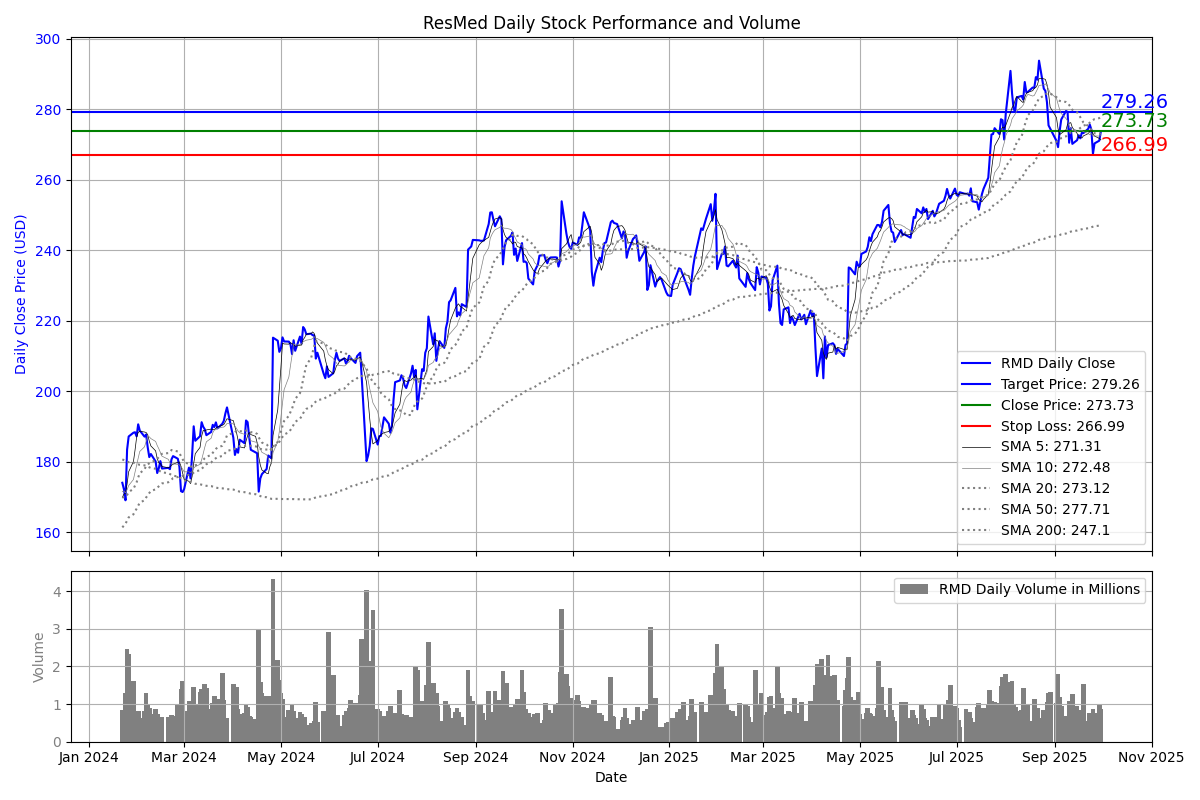 ResMed Daily Stock Performance and Volume
300
280
260
240
220
200
180
160
Daily Close Price (USD)
279.26
273.73
266.99
RMD Daily Close
Target Price: 279.26
Close Price: 273.73
Stop Loss: 266.99
SMA 5: 271.31
SMA 10: 272.48
SMA 20: 273.12
SMA 50: 277.71
SMA 200: 247.1
4
3
2
1
0
Volume
RMD Daily Volume in Millions
Jan 2024 Mar 2024 May 2024 Jul 2024 Sep 2024 Nov 2024 Jan 2025 Mar 2025 May 2025 Jul 2025 Sep 2025 Nov 2025
Date